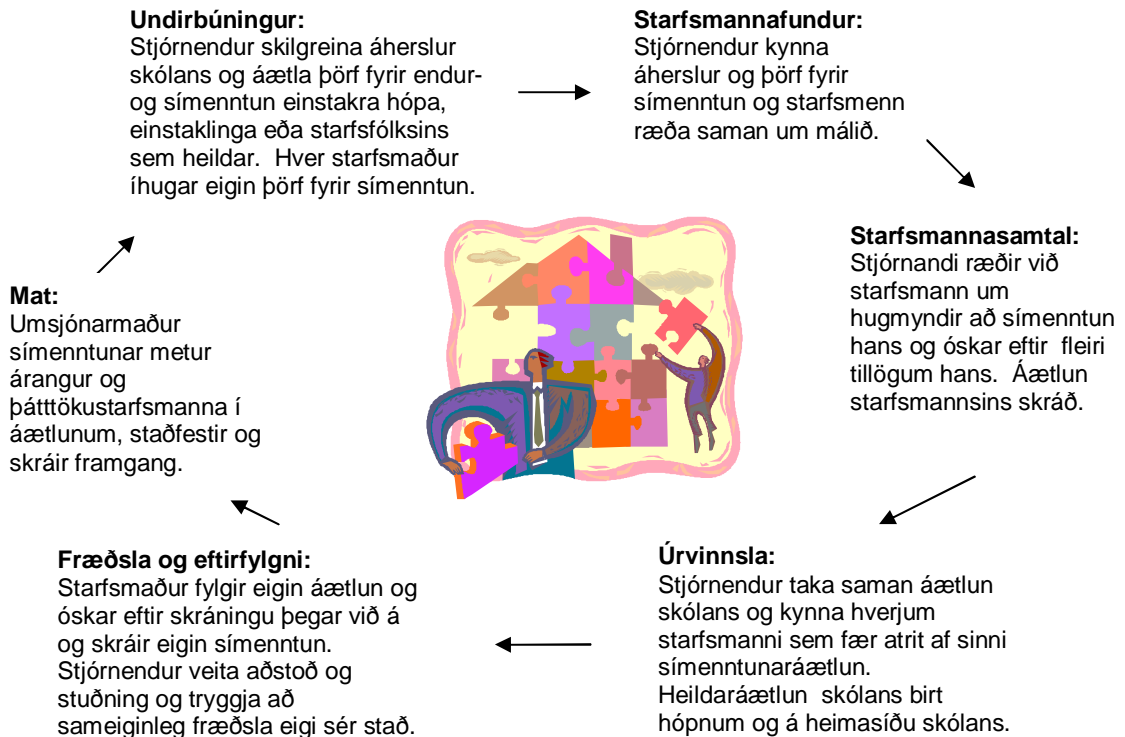 Undirbúningur:
Stjórnendur skilgreina áherslur
skólans og áætla þörf fyrir endur-
og símenntun einstakra hópa,
einstaklinga eða starfsfólksins
sem heildar.  Hver starfsmaður
íhugar eigin þörf fyrir símenntun.
Starfsmannafundur:
Stjórnendur kynna
áherslur og þörf fyrir
símenntun og starfsmenn
ræða saman um málið.
Starfsmannasamtal:
Stjórnandi ræðir við
starfsmann um
hugmyndir að símenntun
hans og óskar eftir  fleiri
tillögum hans.  Áætlun
starfsmannsins skráð.
Úrvinnsla:
Stjórnendur taka saman áætlun
skólans og kynna hverjum
starfsmanni sem fær atrit af sinni
símenntunaráætlun.
Heildaráætlun  skólans birt
hópnum og á heimasíðu skólans.
Fræðsla og eftirfylgni:
Starfsmaður fylgir eigin áætlun og
óskar eftir skráningu þegar við á
og skráir eigin símenntun.
Stjórnendur veita aðstoð og
stuðning og tryggja að
sameiginleg fræðsla eigi sér stað.
Mat:
Umsjónarmaður
símenntunar metur
árangur og
þátttökustarfsmanna í
áætlunum, staðfestir og
skráir framgang.